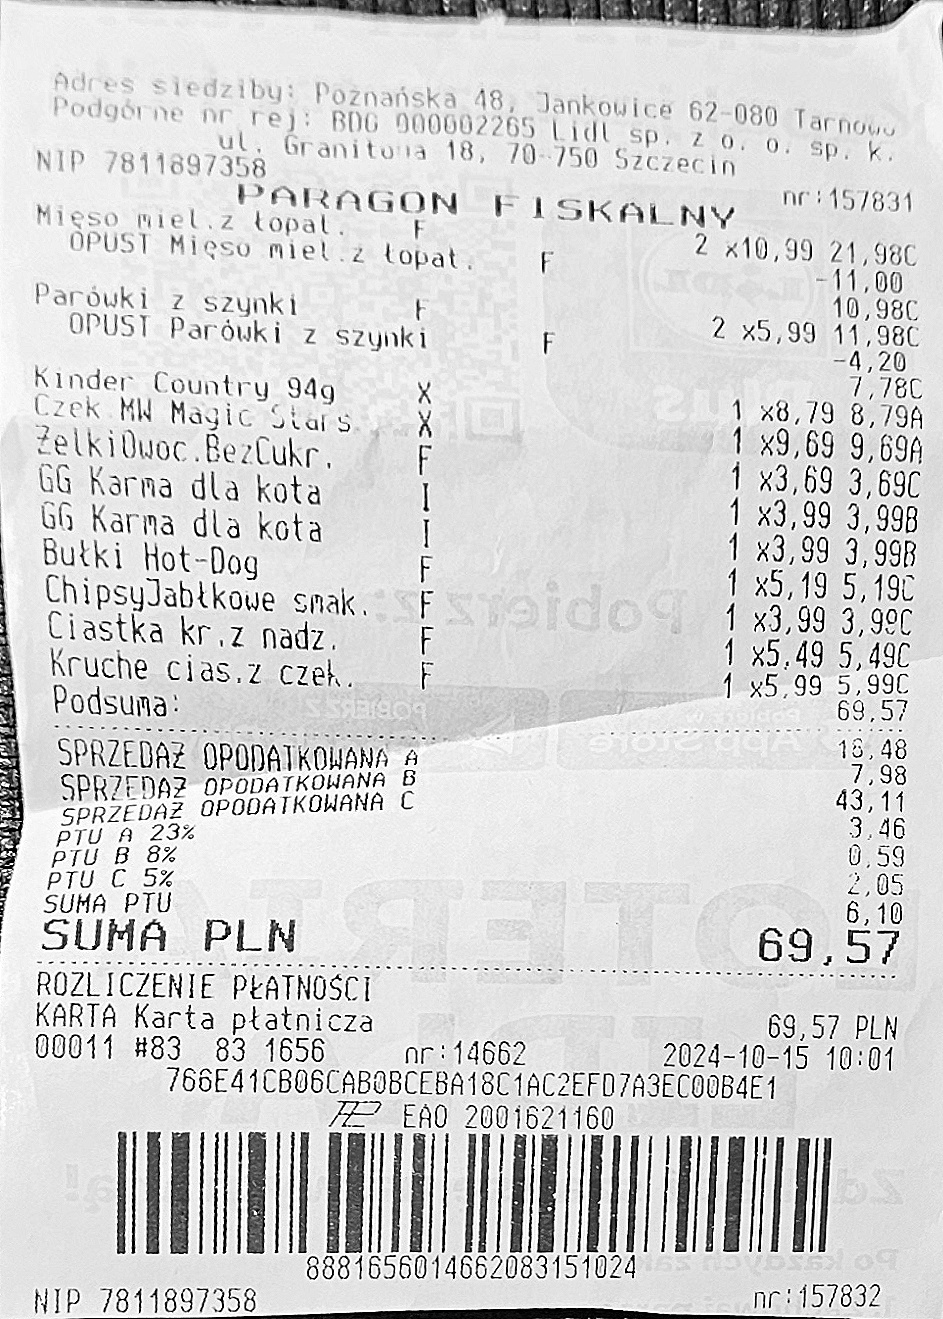 Adres siedziby: Poznańska 48, Jankowice 62-080 Tarnowo
Podgórne nr rej: BDO 000002265 Lidl sp. z o. o. sp. k.
ul. Granitowa 18, 70-750 Szczecin
NIP 7811897358 nr:157831
PARAGON FISKALNY
Mięso miel.z łopat. F 2 x10,99 21,98C
OPUST Mięso miel.z łopat. F -11,00
10,98C
Parówki z szynki F 2 x5,99 11,98C
OPUST Parówki z szynki F -4,20
7,78C
Kinder Country 94g X 1 x8,79 8,79A
Czek.MW Magic Stars X 1 x9,69 9,69A
ŻelkiOwoc.BezCukr. F 1 x3,69 3,69C
GG Karma dla kota I 1 x3,99 3,99B
GG Karma dla kota I 1 x3,99 3,99B
Bułki Hot-Dog F 1 x5,19 5,19C
ChipsyJabłkowe smak. F 1 x3,99 3,99C
Ciastka kr.z nadz. F 1 x5,49 5,49C
Kruche cias.z czek. F 1 x5,99 5,99C
Podsuma: 69,57
SPRZEDAŻ OPODATKOWANA A 18,48
SPRZEDAŻ OPODATKOWANA B 7,98
SPRZEDAŻ OPODATKOWANA C 43,11
PTU A 23% 3,46
PTU B 8% 0,59
PTU C 5% 2,05
SUMA PTU 6,10
SUMA PLN 69,57
ROZLICZENIE PŁATNOŚCI
KARTA Karta płatnicza 69,57 PLN
00011 #83 83 1656 nr:14662 2024-10-15 10:01
766E41CB06CAB0BCEBA18C1AC2EFD7A3EC00B4E1
EAO 2001621160
88816560146620831​51024
NIP 7811897358 nr:157832